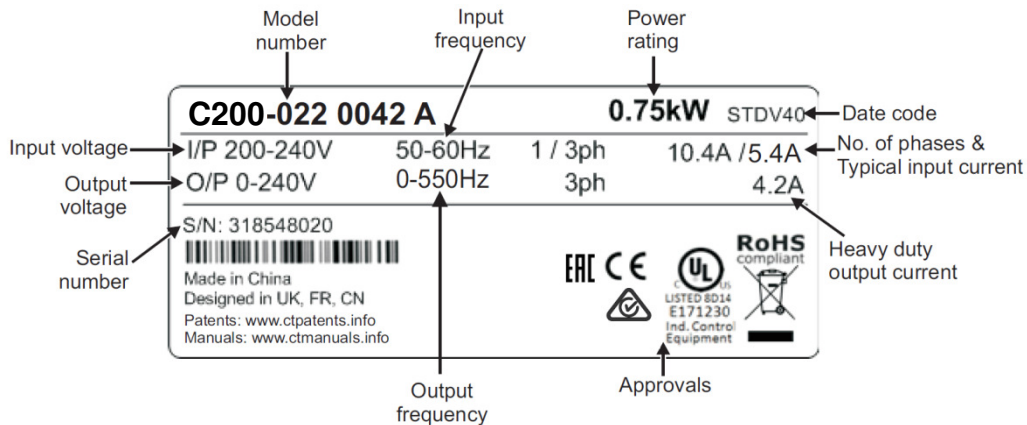 Model number
Input frequency
Power rating
C200-022 0042 A 0.75kW STDV40
Date code
Input voltage
I/P 200-240V 50-60Hz 1 / 3ph 10.4A /5.4A
No. of phases & Typical input current
Output voltage
O/P 0-240V 0-550Hz 3ph 4.2A
Heavy duty output current
Serial number
S/N: 318548020
Made in China
Designed in UK, FR, CN
Patents: www.ctpatents.info
Manuals: www.ctmanuals.info
EAC CE
C UL US
LISTED 8D14
E171230
Ind. Control
Equipment
RoHS
compliant
Output frequency
Approvals